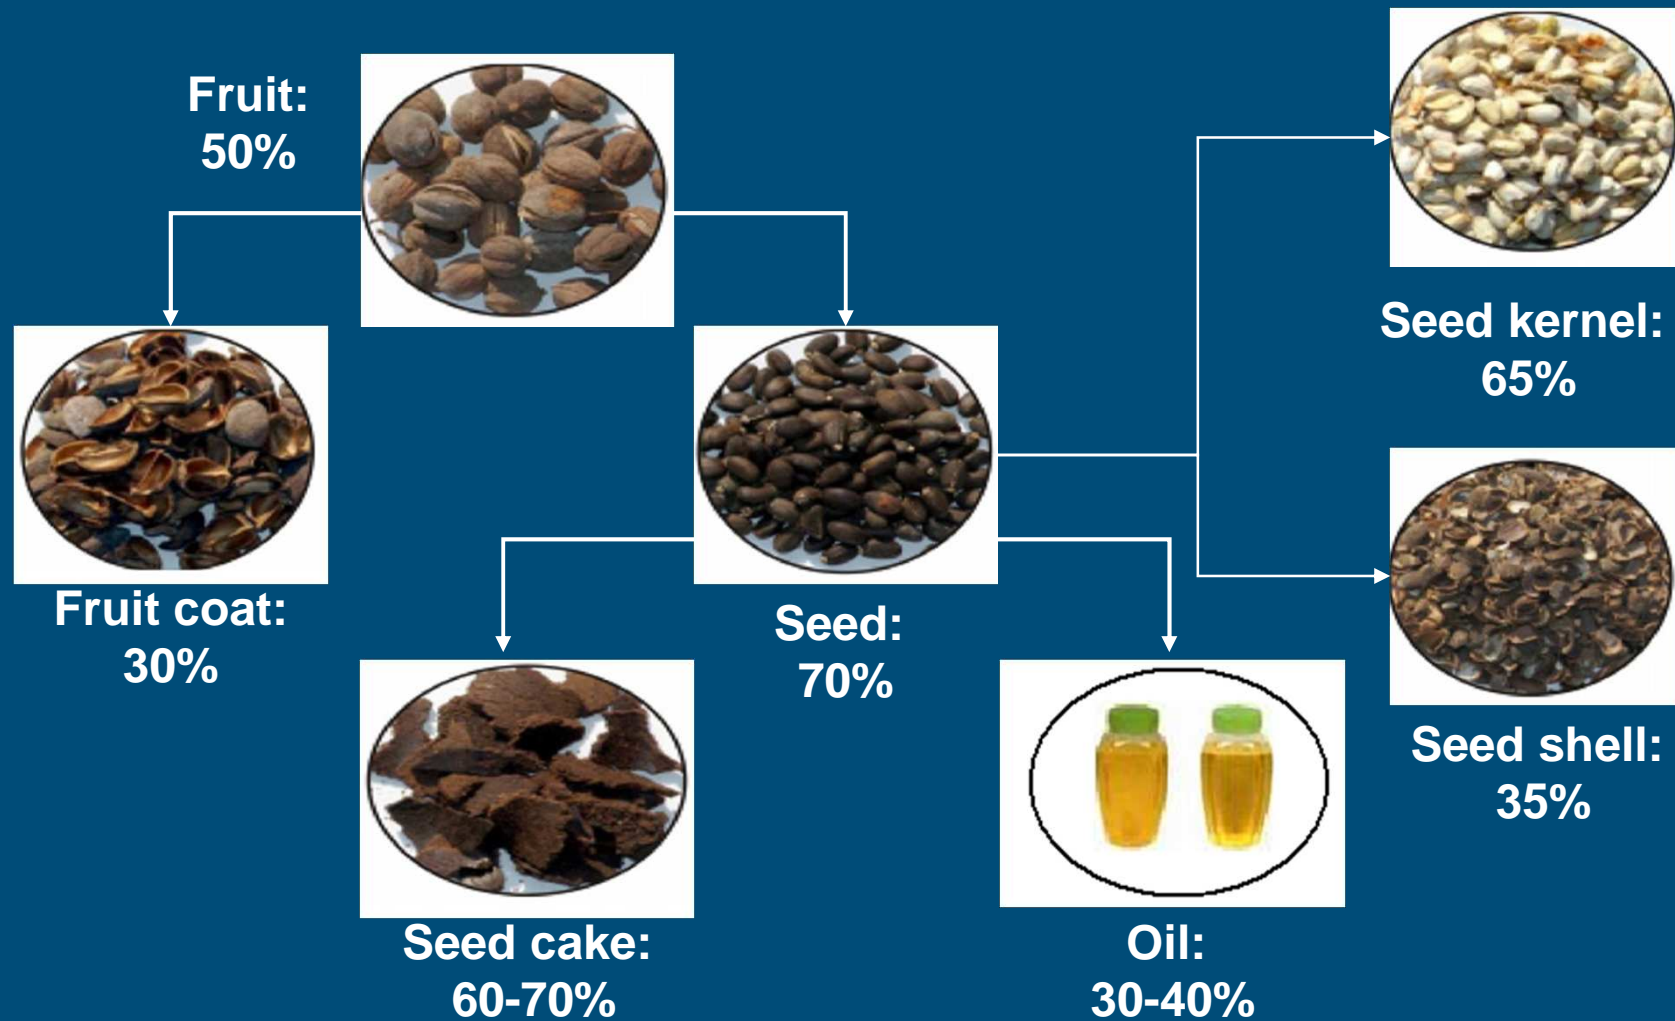 Fruit:
50%
Seed kernel:
65%
Fruit coat:
30%
Seed:
70%
Seed shell:
35%
Seed cake:
60-70%
Oil:
30-40%